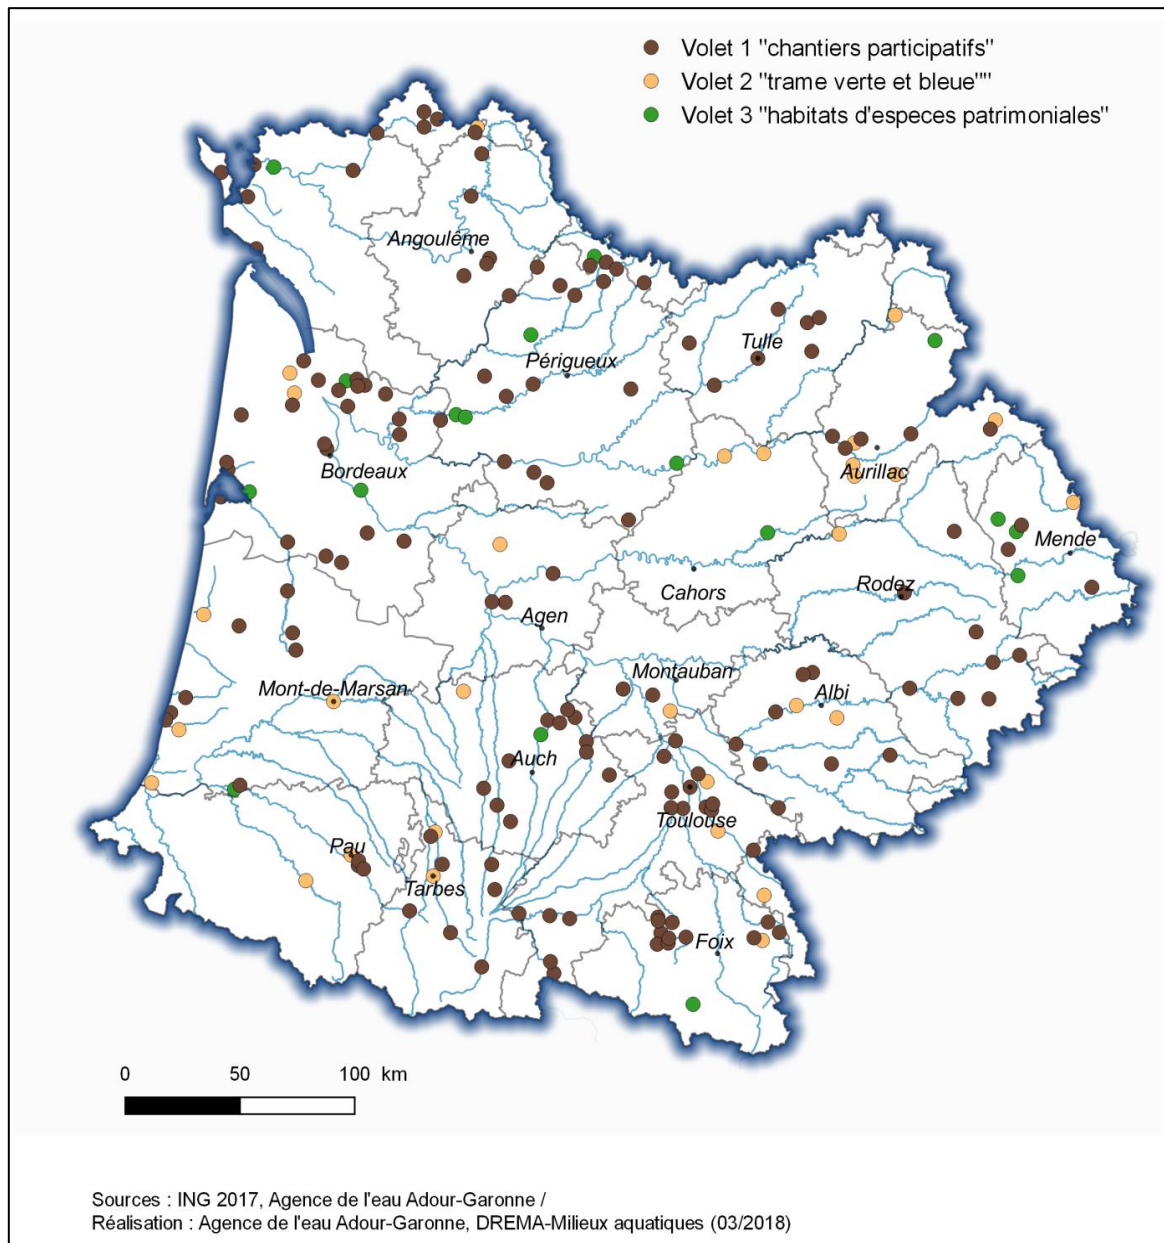 Volet 1 "chantiers participatifs"
Volet 2 "trame verte et bleue""
Volet 3 "habitats d'especes patrimoniales"
Angoulême
Tulle
Périgueux
Bordeaux
Aurillac
Mende
Rodez
Cahors
Agen
Montauban
Mont-de-Marsan
Albi
Auch
Toulouse
Pau
Tarbes
Foix
0 50 100 km
Sources : ING 2017, Agence de l'eau Adour-Garonne /
Réalisation : Agence de l'eau Adour-Garonne, DREMA-Milieux aquatiques (03/2018)